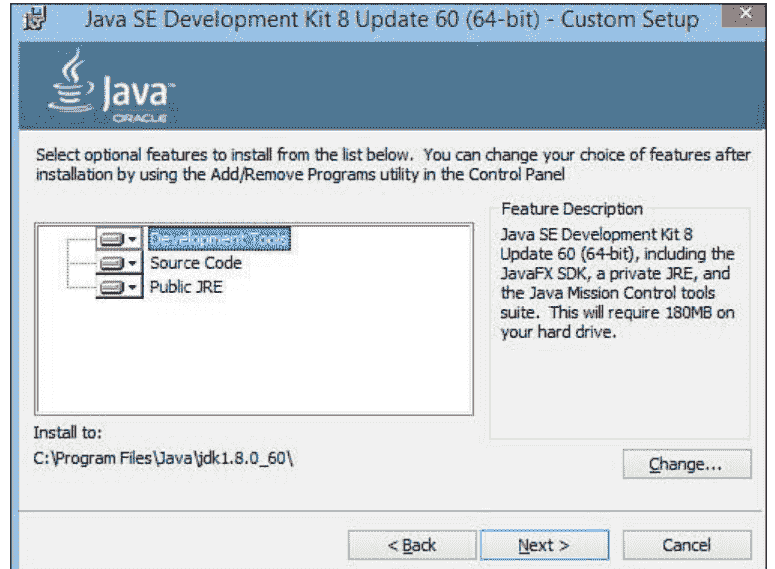 Java SE Development Kit 8 Update 60 (64-bit) - Custom Setup
Java
ORACLE
Select optional features to install from the list below. You can change your choice of features after
installation by using the Add/Remove Programs utility in the Control Panel
Development Tools
Source Code
Public JRE
Feature Description
Java SE Development Kit 8
Update 60 (64-bit), including the
JavaFX SDK, a private JRE, and
the Java Mission Control tools
suite. This will require 180MB on
your hard drive.
Install to:
C:\Program Files\Java\jdk1.8.0_60\
Change...
< Back
Next >
Cancel